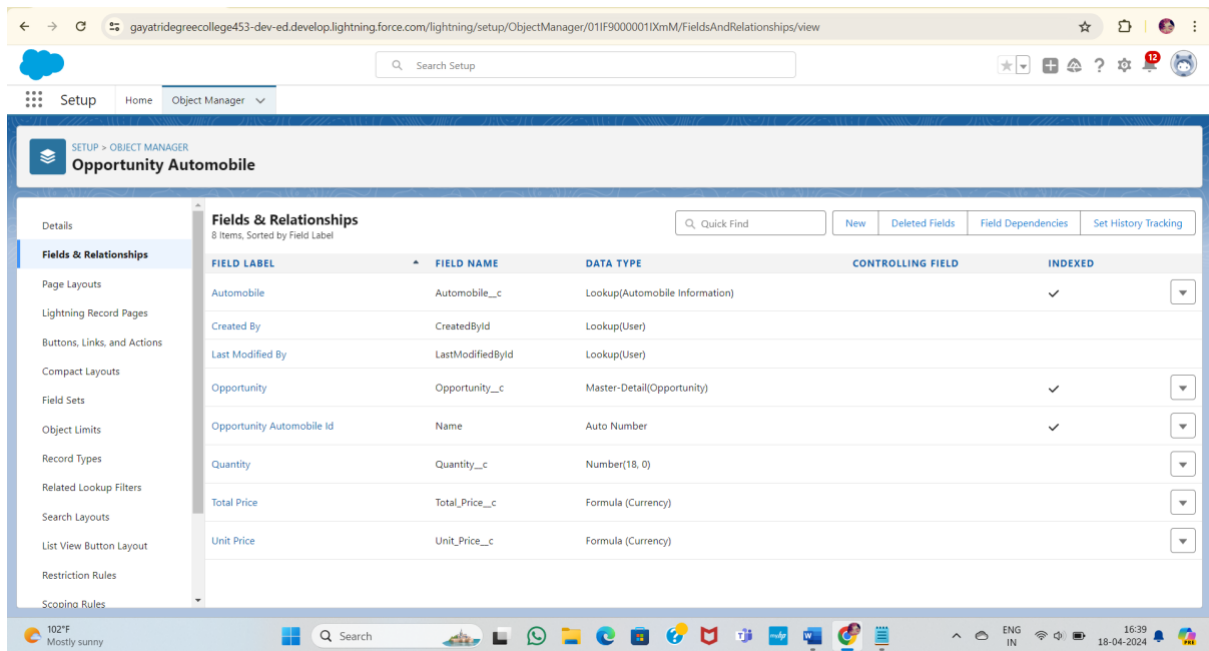 gayatridegreecollege453-dev-ed.develop.lightning.force.com/lightning/setup/ObjectManager/01IF9000001IXmM/FieldsAndRelationships/view
Search Setup
12
Setup Home Object Manager
SETUP > OBJECT MANAGER
Opportunity Automobile
Details
Fields & Relationships
Page Layouts
Lightning Record Pages
Buttons, Links, and Actions
Compact Layouts
Field Sets
Object Limits
Record Types
Related Lookup Filters
Search Layouts
List View Button Layout
Restriction Rules
Scoping Rules
Fields & Relationships
8 Items, Sorted by Field Label
Quick Find New Deleted Fields Field Dependencies Set History Tracking
FIELD LABEL FIELD NAME DATA TYPE CONTROLLING FIELD INDEXED
Automobile Automobile__c Lookup(Automobile Information)
Created By CreatedById Lookup(User)
Last Modified By LastModifiedById Lookup(User)
Opportunity Opportunity__c Master-Detail(Opportunity)
Opportunity Automobile Id Name Auto Number
Quantity Quantity__c Number(18, 0)
Total Price Total_Price__c Formula (Currency)
Unit Price Unit_Price__c Formula (Currency)
102°F
Mostly sunny
Search
ENG
IN
16:39
18-04-2024